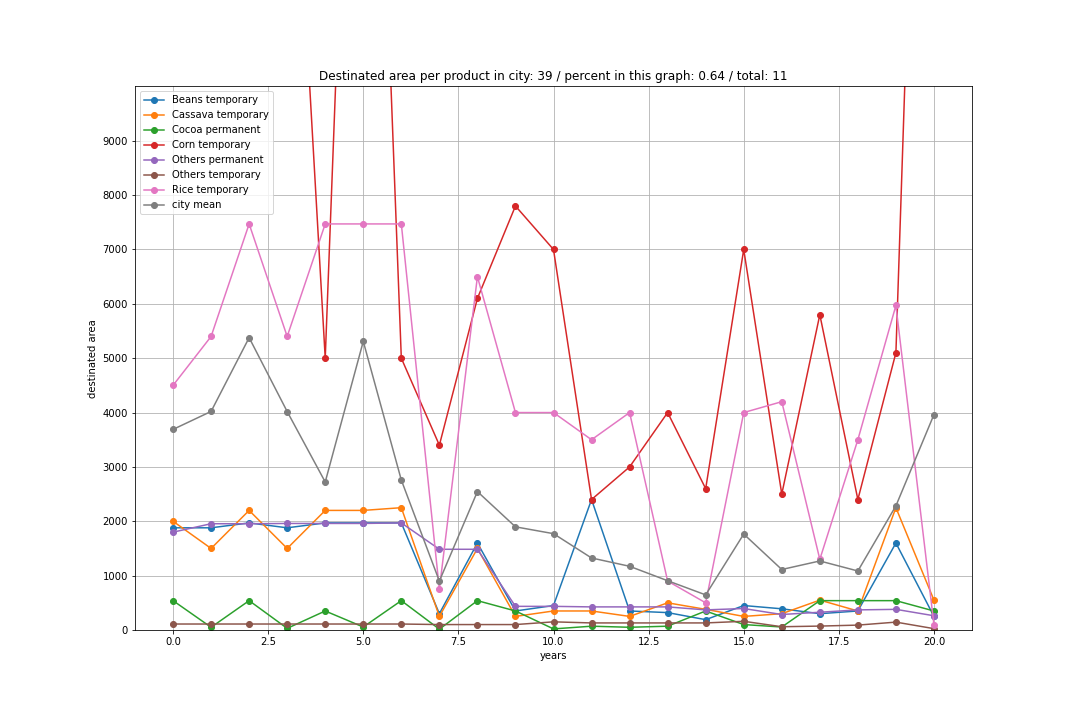 Destinated area per product in city: 39 / percent in this graph: 0.64 / total: 11
Beans temporary
Cassava temporary
Cocoa permanent
Corn temporary
Others permanent
Others temporary
Rice temporary
city mean
9000
8000
7000
6000
5000
4000
3000
2000
1000
0
destinated area
0.0 2.5 5.0 7.5 10.0 12.5 15.0 17.5 20.0
years